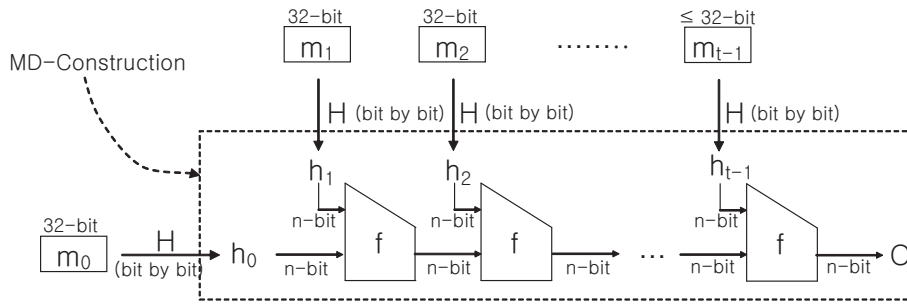 32-bit 32-bit ≤ 32-bit
m1 m2 ........ mt-1
MD-Construction
H (bit by bit) H (bit by bit) H (bit by bit)
h1 h2 ht-1
32-bit n-bit n-bit n-bit
m0 H (bit by bit) h0 f f ... f C
n-bit n-bit n-bit n-bit n-bit